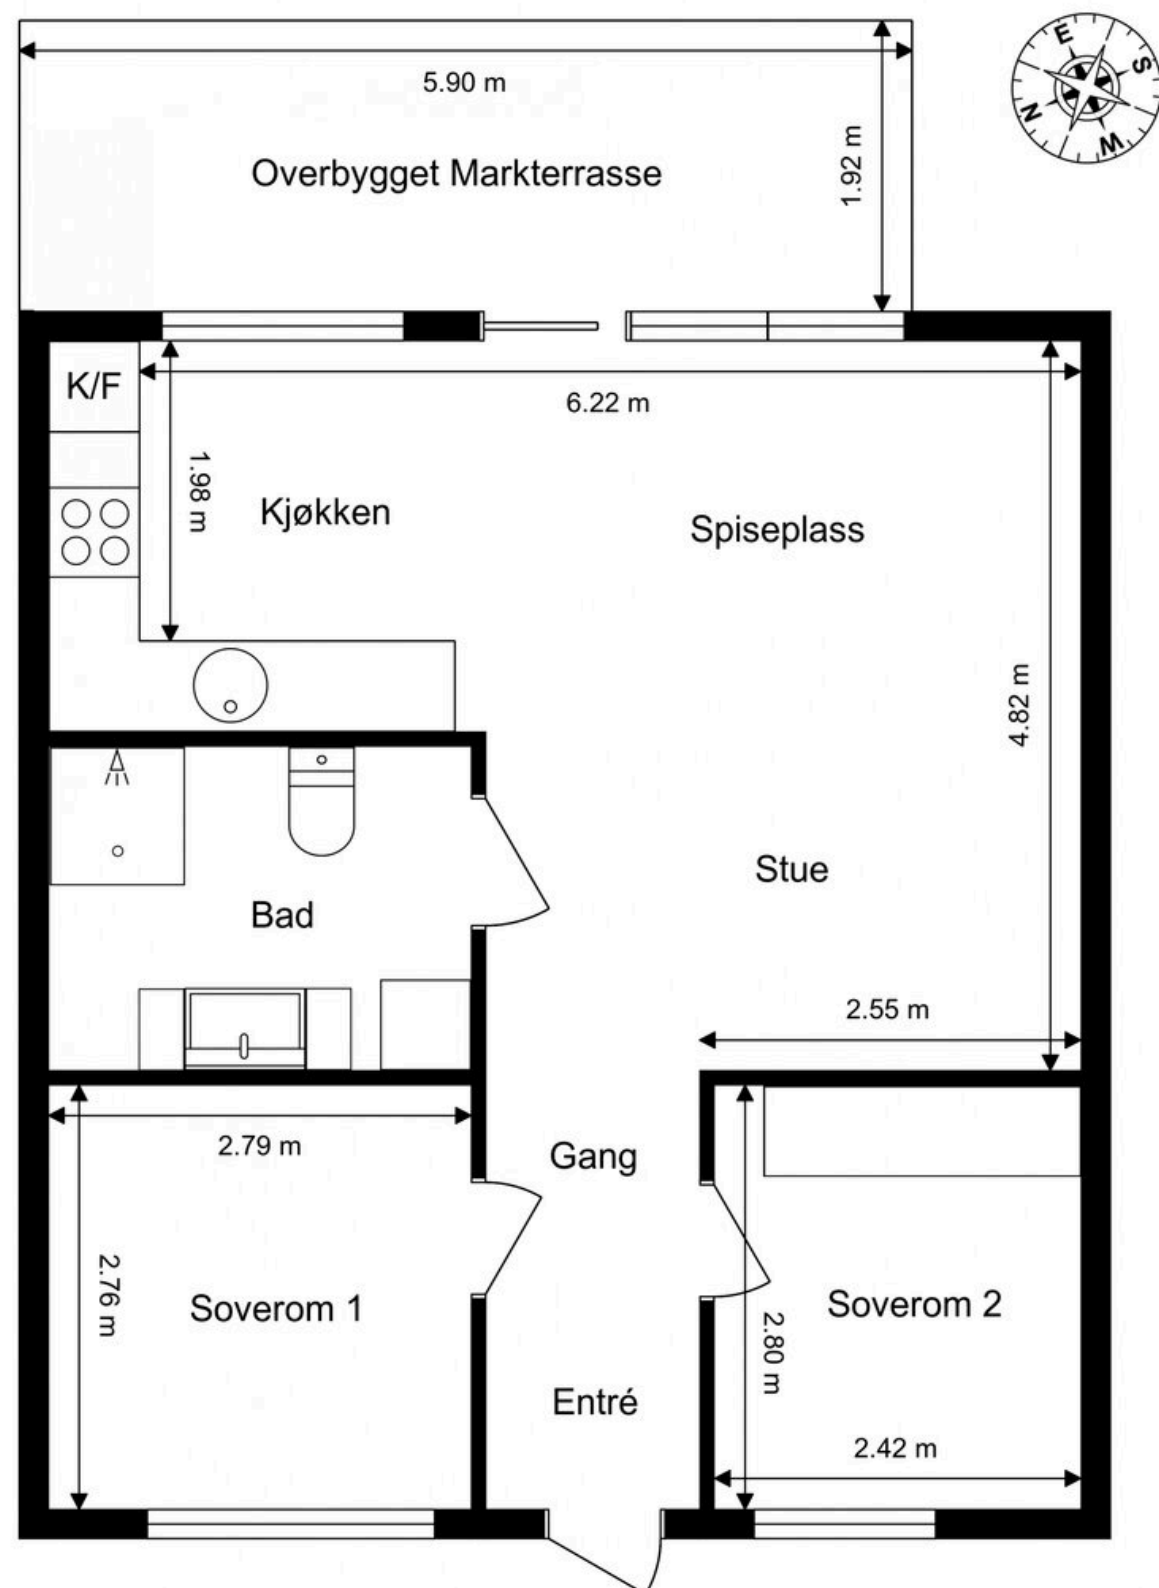 E
S
N
W
5.90 m
1.92 m
Overbygget Markterrasse
K/F
6.22 m
1.98 m
Kjøkken
Spiseplass
4.82 m
Stue
Bad
2.55 m
2.79 m
Gang
2.76 m
Soverom 1
Soverom 2
2.80 m
Entré
2.42 m